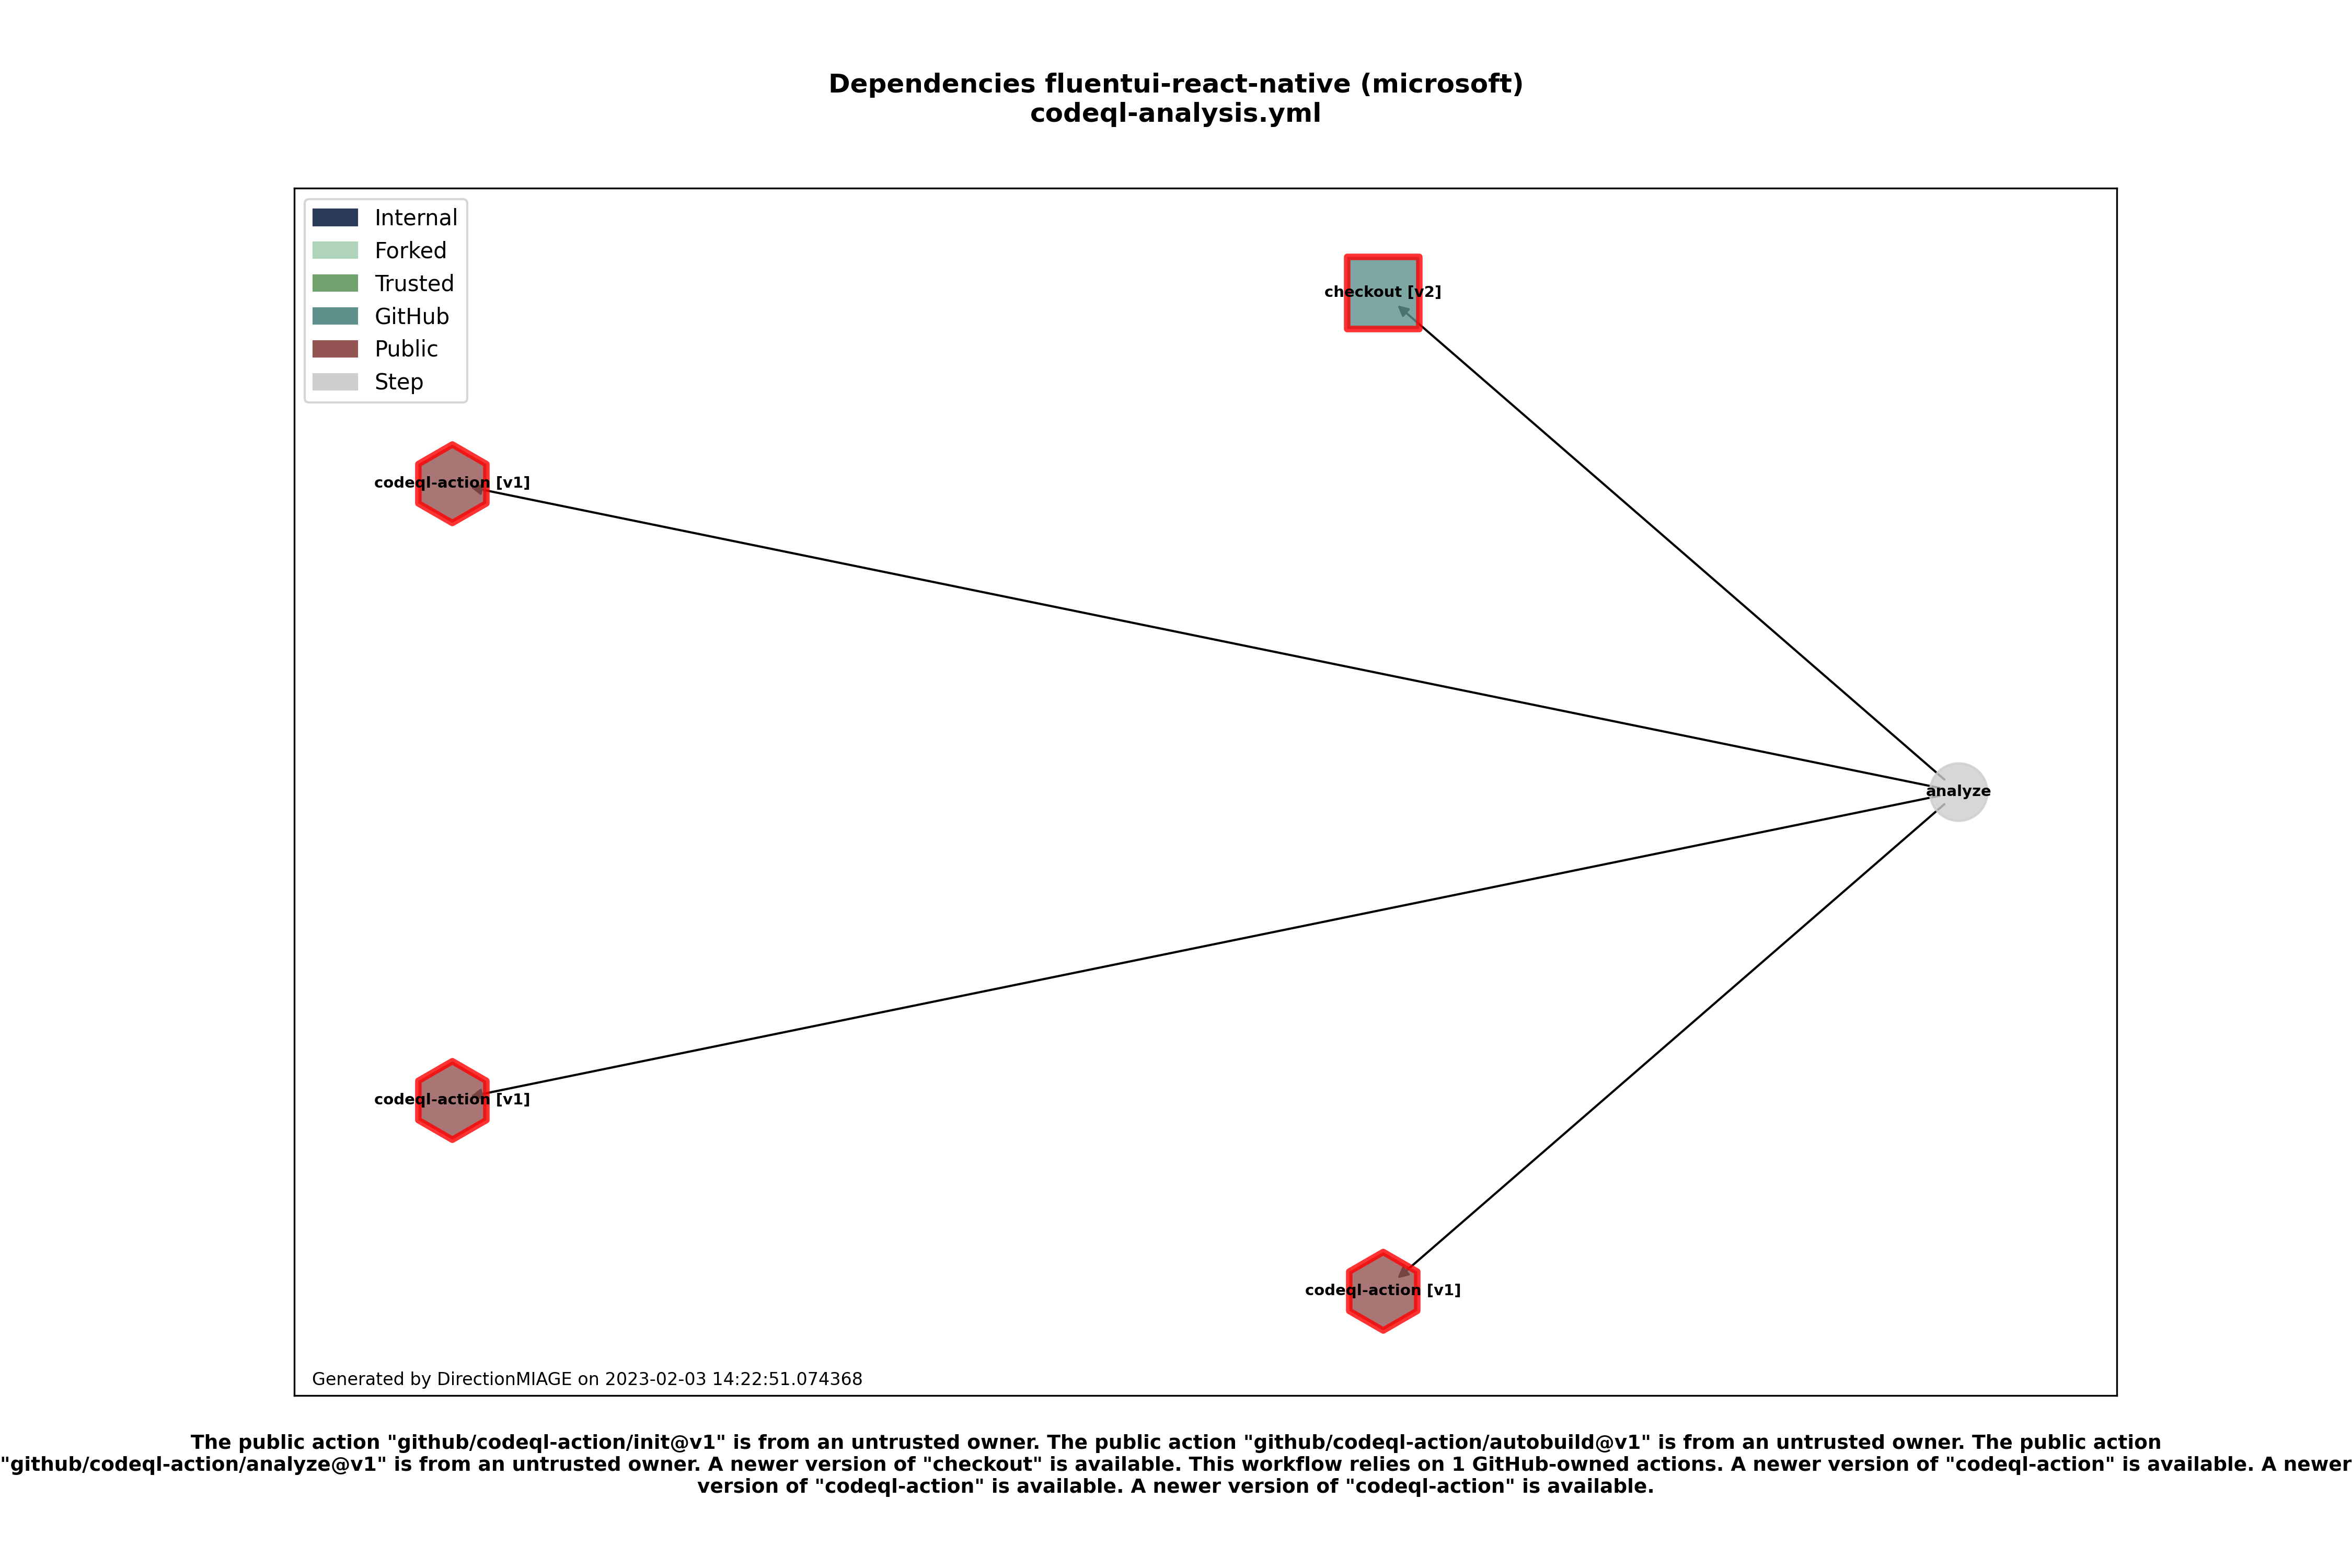 Dependencies fluentui-react-native (microsoft)
codeql-analysis.yml
Internal
Forked
Trusted
GitHub
Public
Step
checkout [v2]
codeql-action [v1]
analyze
codeql-action [v1]
codeql-action [v1]
Generated by DirectionMIAGE on 2023-02-03 14:22:51.074368
The public action "github/codeql-action/init@v1" is from an untrusted owner. The public action "github/codeql-action/autobuild@v1" is from an untrusted owner. The public action
"github/codeql-action/analyze@v1" is from an untrusted owner. A newer version of "checkout" is available. This workflow relies on 1 GitHub-owned actions. A newer version of "codeql-action" is available. A newer
version of "codeql-action" is available. A newer version of "codeql-action" is available.